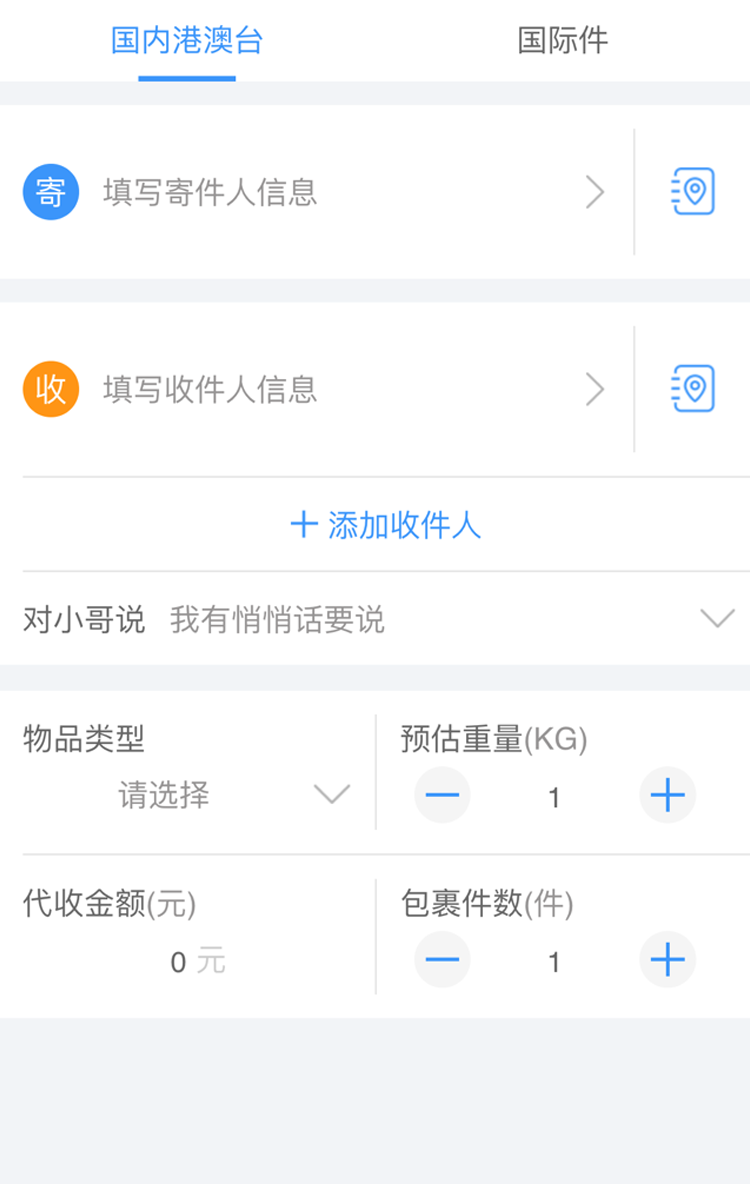 国内港澳台 国际件
寄 填写寄件人信息
收 填写收件人信息
+ 添加收件人
对小哥说 我有悄悄话要说
物品类型 预估重量(KG)
请选择 1
代收金额(元) 包裹件数(件)
0 元 1